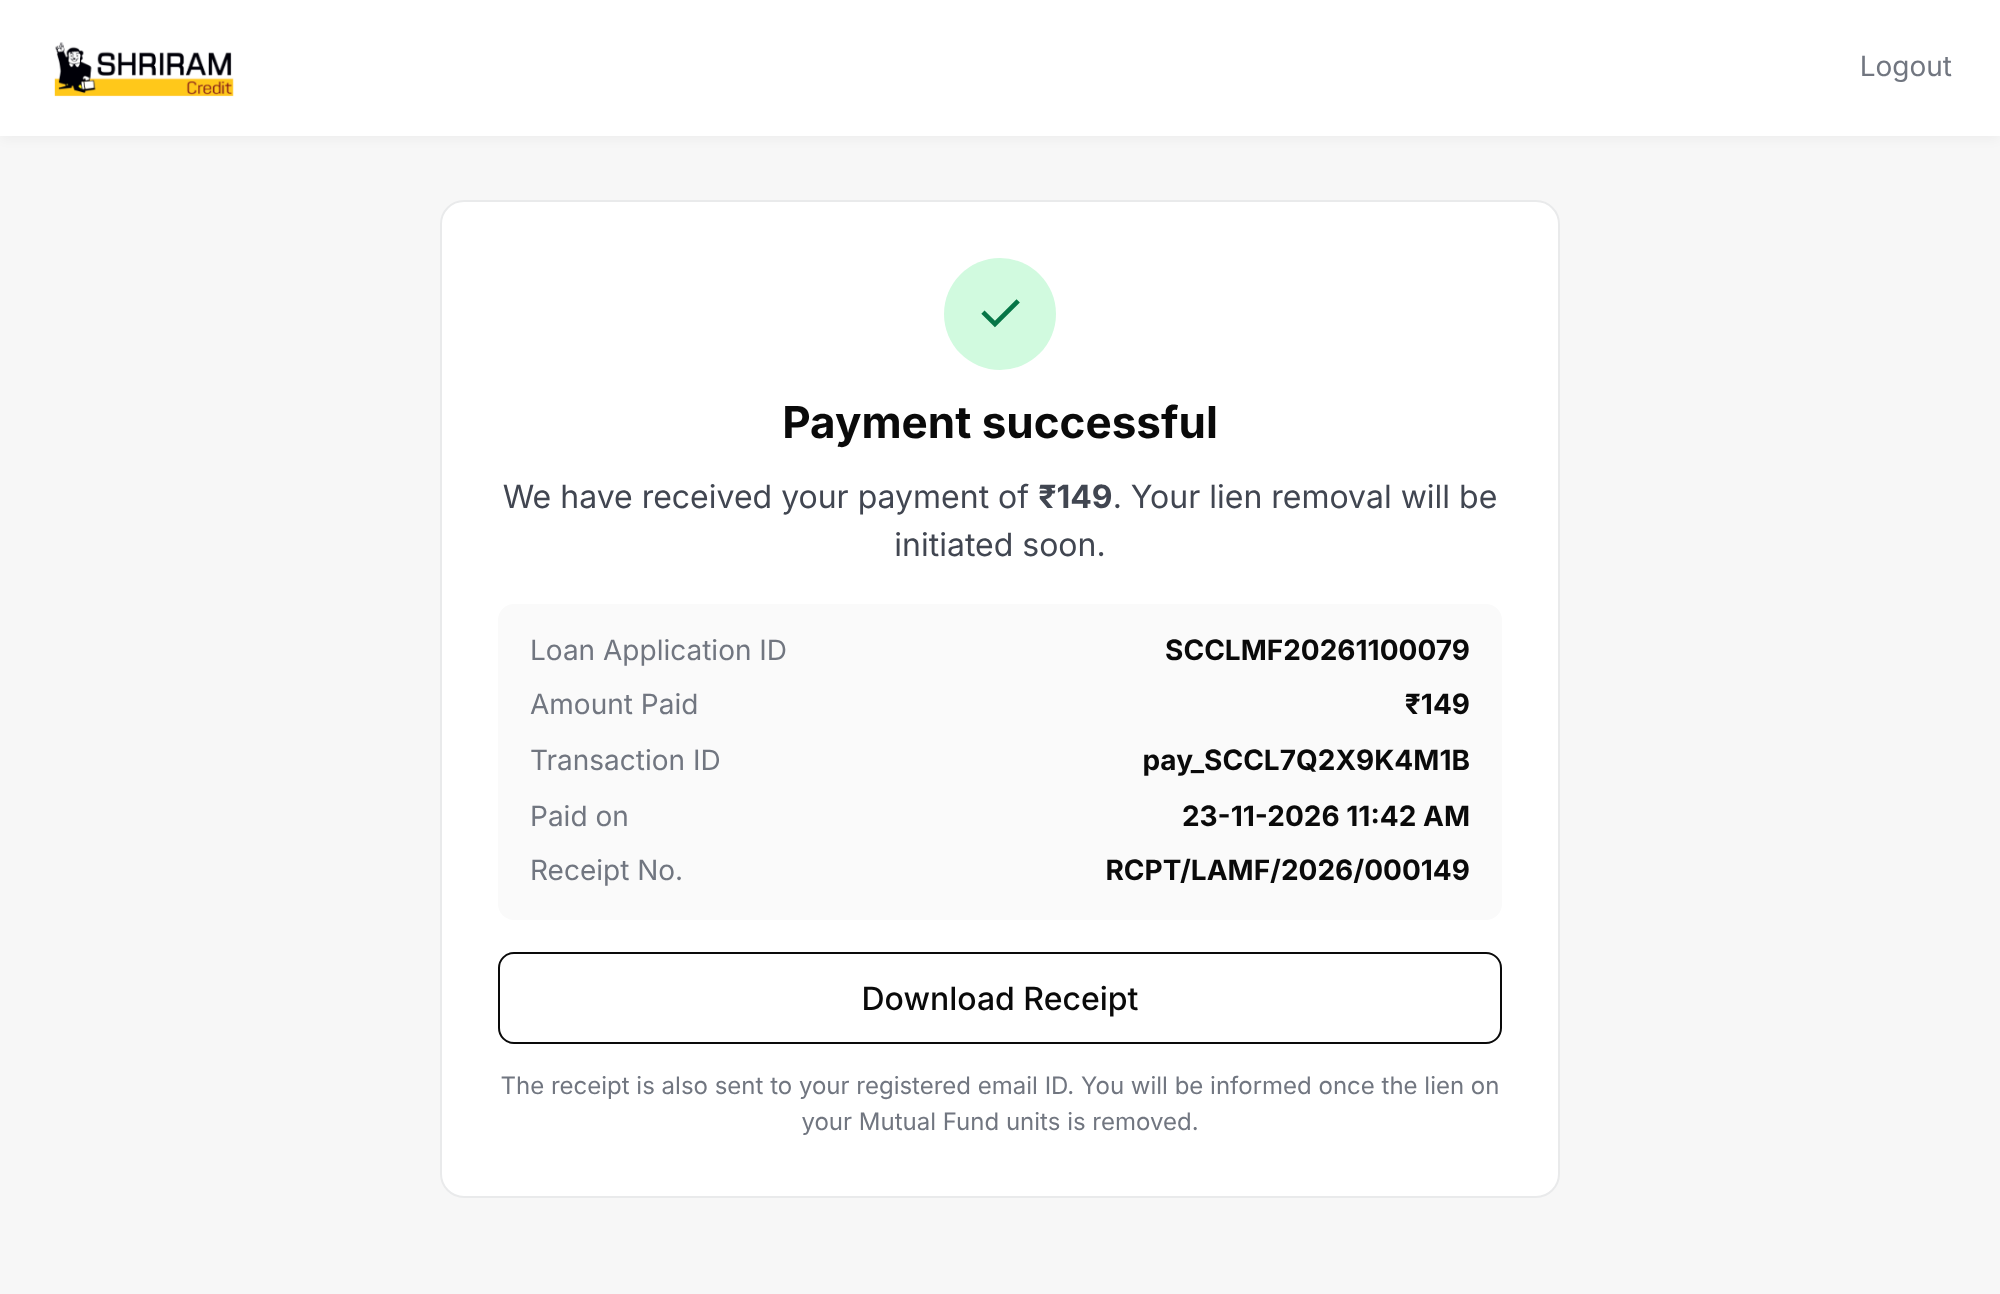 SHRIRAM
Credit
Logout
Payment successful
We have received your payment of ₹149. Your lien removal will be
initiated soon.
Loan Application ID SCCLMF20261100079
Amount Paid ₹149
Transaction ID pay_SCCL7Q2X9K4M1B
Paid on 23-11-2026 11:42 AM
Receipt No. RCPT/LAMF/2026/000149
Download Receipt
The receipt is also sent to your registered email ID. You will be informed once the lien on
your Mutual Fund units is removed.